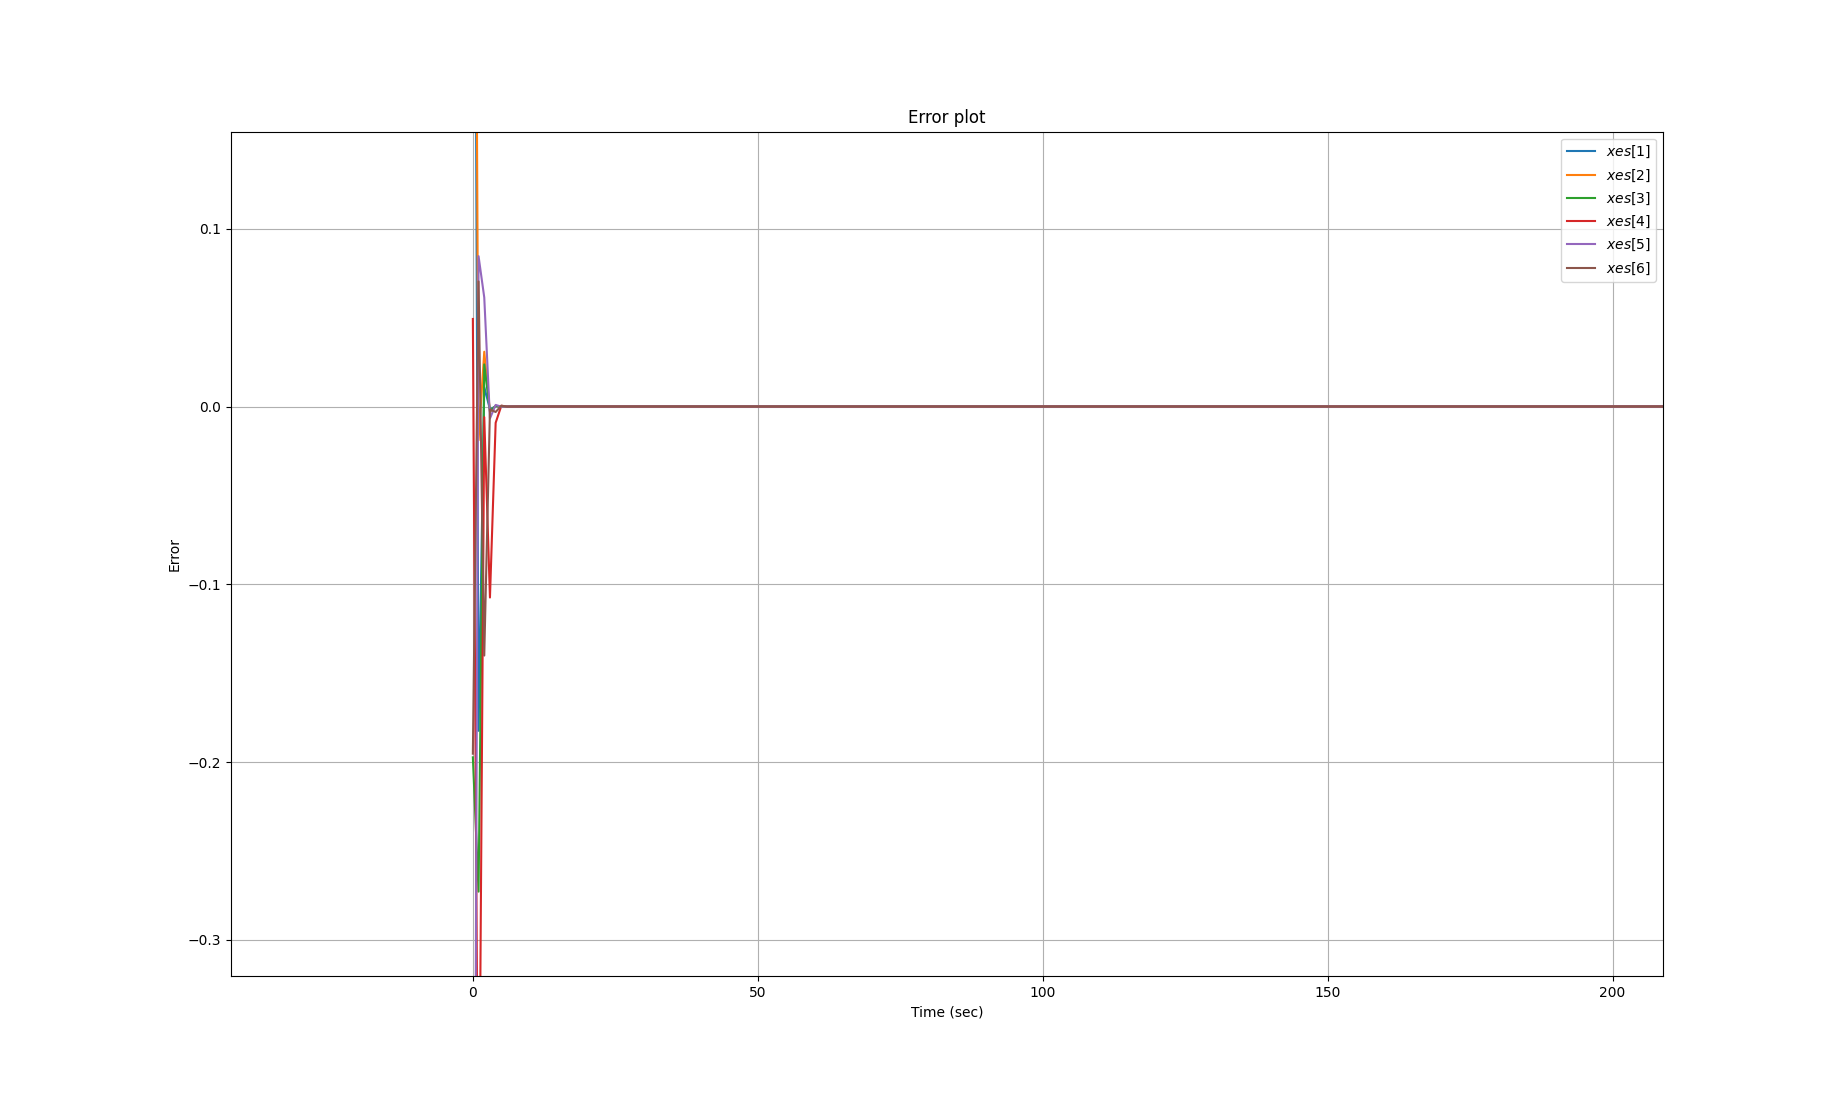 Error plot
xes[1]
xes[2]
xes[3]
xes[4]
xes[5]
xes[6]
0.1
0.0
−0.1
−0.2
−0.3
Error
0 50 100 150 200
Time (sec)